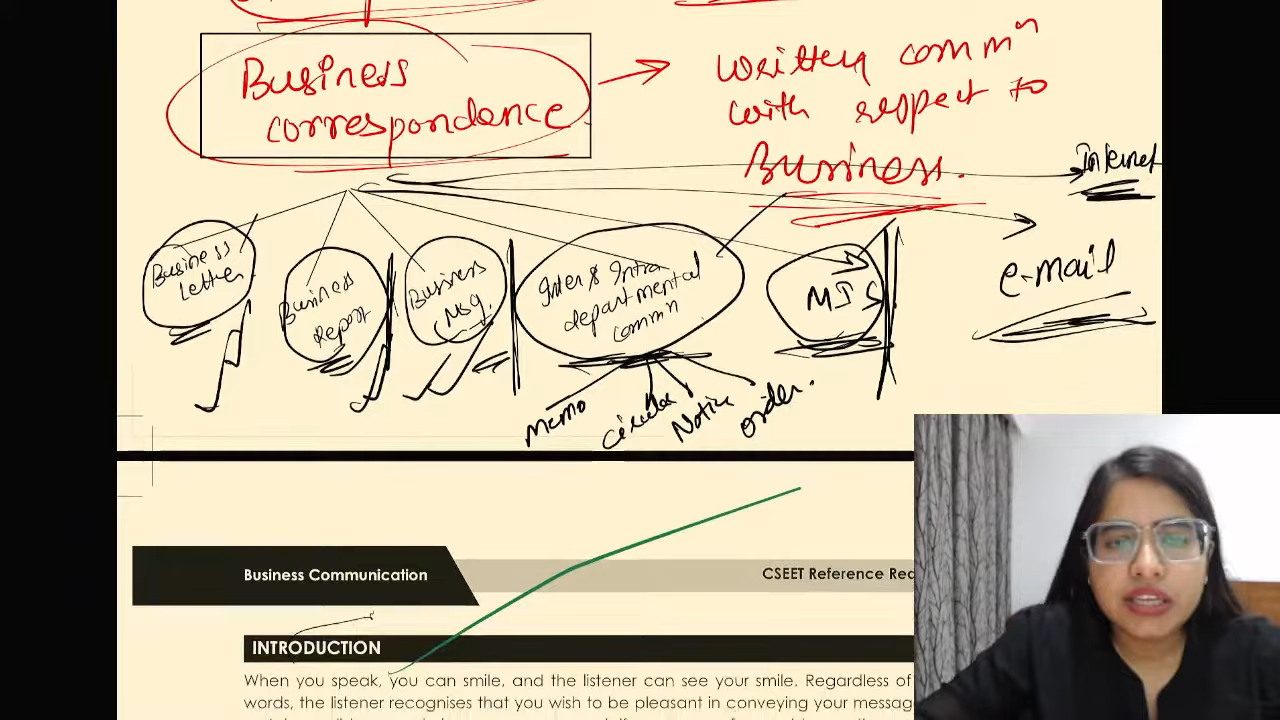 Business
correspondence
written commn
with respect to
Business.
Internet
Business
Letter
Business
report
Business
Msg.
Inter & Intra
departmental
commn
MIS
e-mail
Memo
circular
Notice
order.
Business Communication
CSEET Reference
INTRODUCTION
When you speak, you can smile, and the listener can see your smile. Regardless of
words, the listener recognises that you wish to be pleasant in conveying your